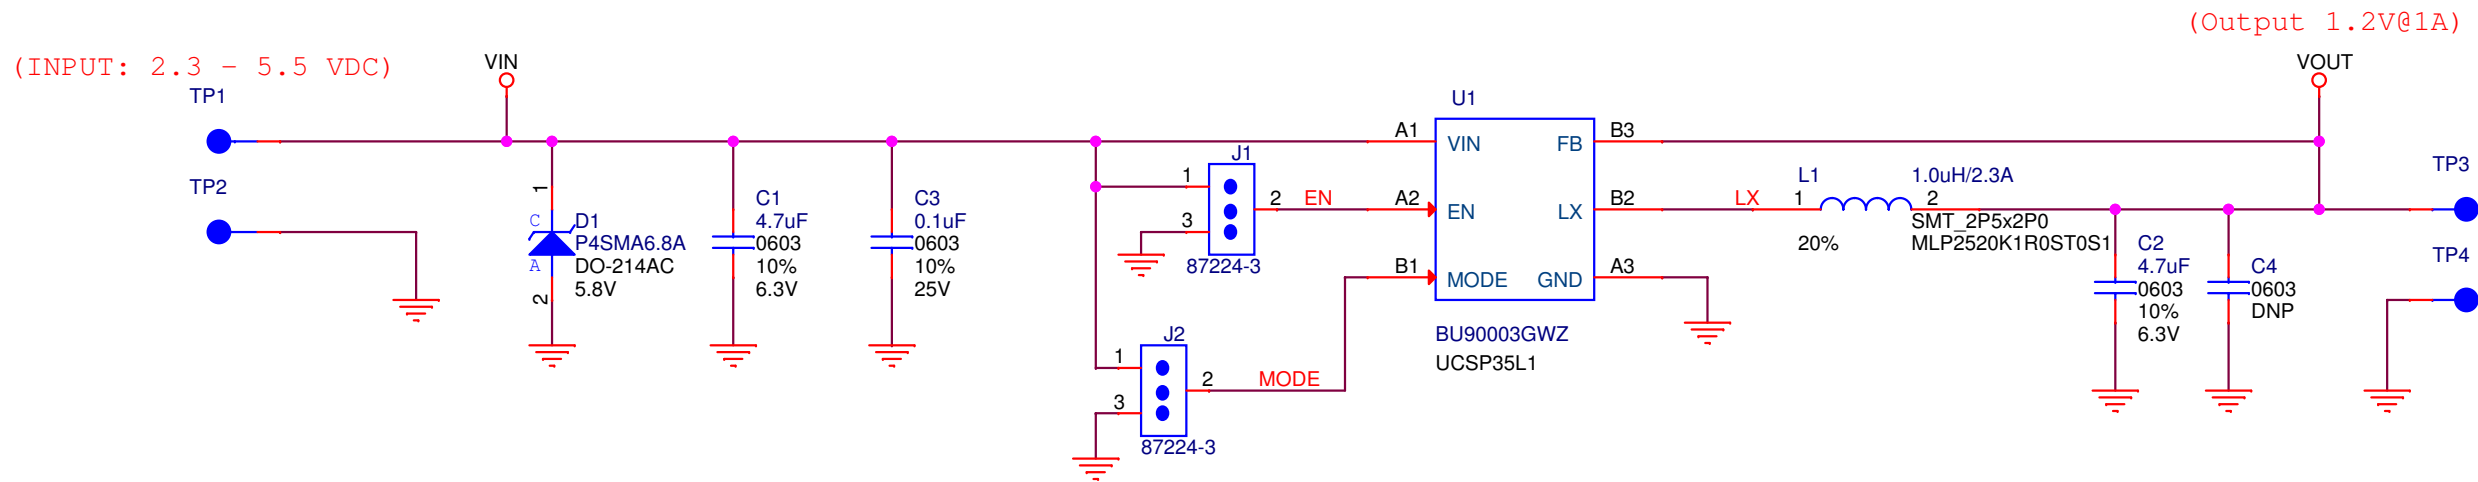 (Output 1.2V@1A)
(INPUT: 2.3 - 5.5 VDC)
VIN
VOUT
TP1
U1
A1
VIN
FB
B3
J1
TP3
TP2
1
1
2
EN
A2
EN
LX
B2
LX
L1
1
1.0uH/2.3A
2
SMT_2P5x2P0
MLP2520K1R0ST0S1
20%
C
A
2
D1
P4SMA6.8A
DO-214AC
5.8V
C1
4.7uF
0603
10%
6.3V
C3
0.1uF
0603
10%
25V
3
87224-3
B1
MODE
GND
A3
C2
4.7uF
0603
10%
6.3V
C4
0603
DNP
TP4
BU90003GWZ
UCSP35L1
J2
1
2
MODE
3
87224-3